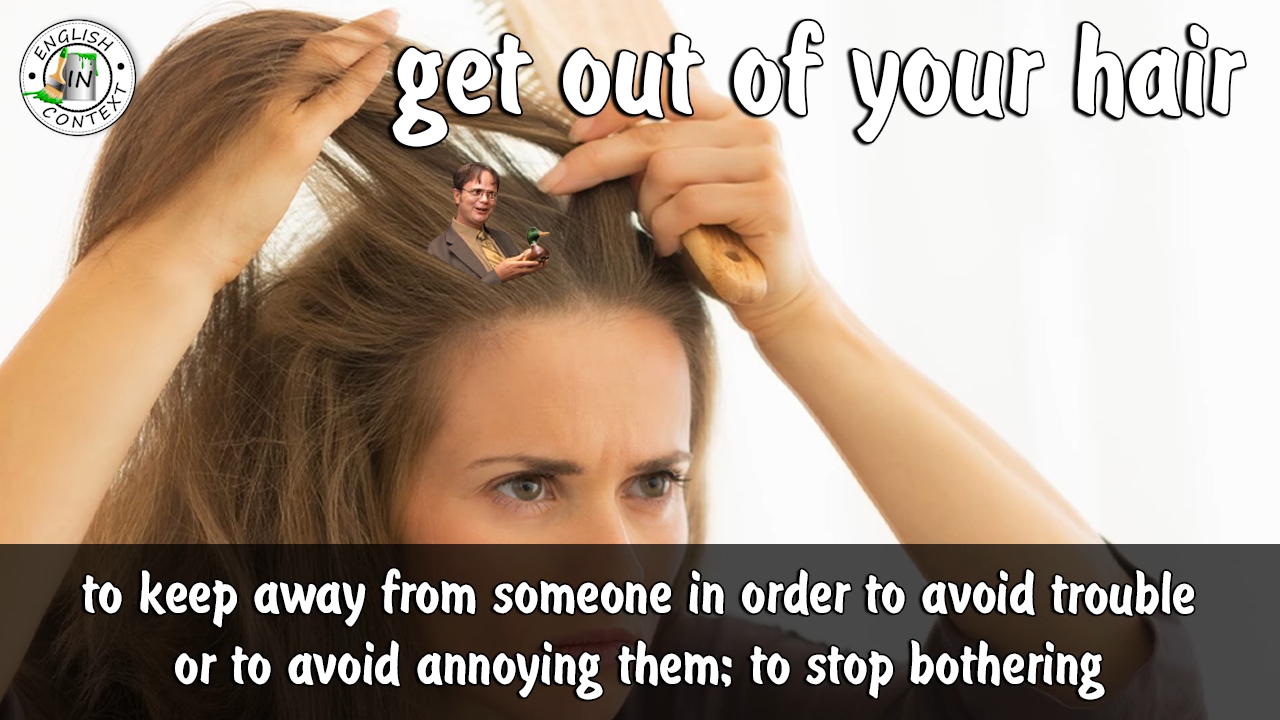 ENGLISH
IN
CONTEXT
get out of your hair
to keep away from someone in order to avoid trouble
or to avoid annoying them; to stop bothering